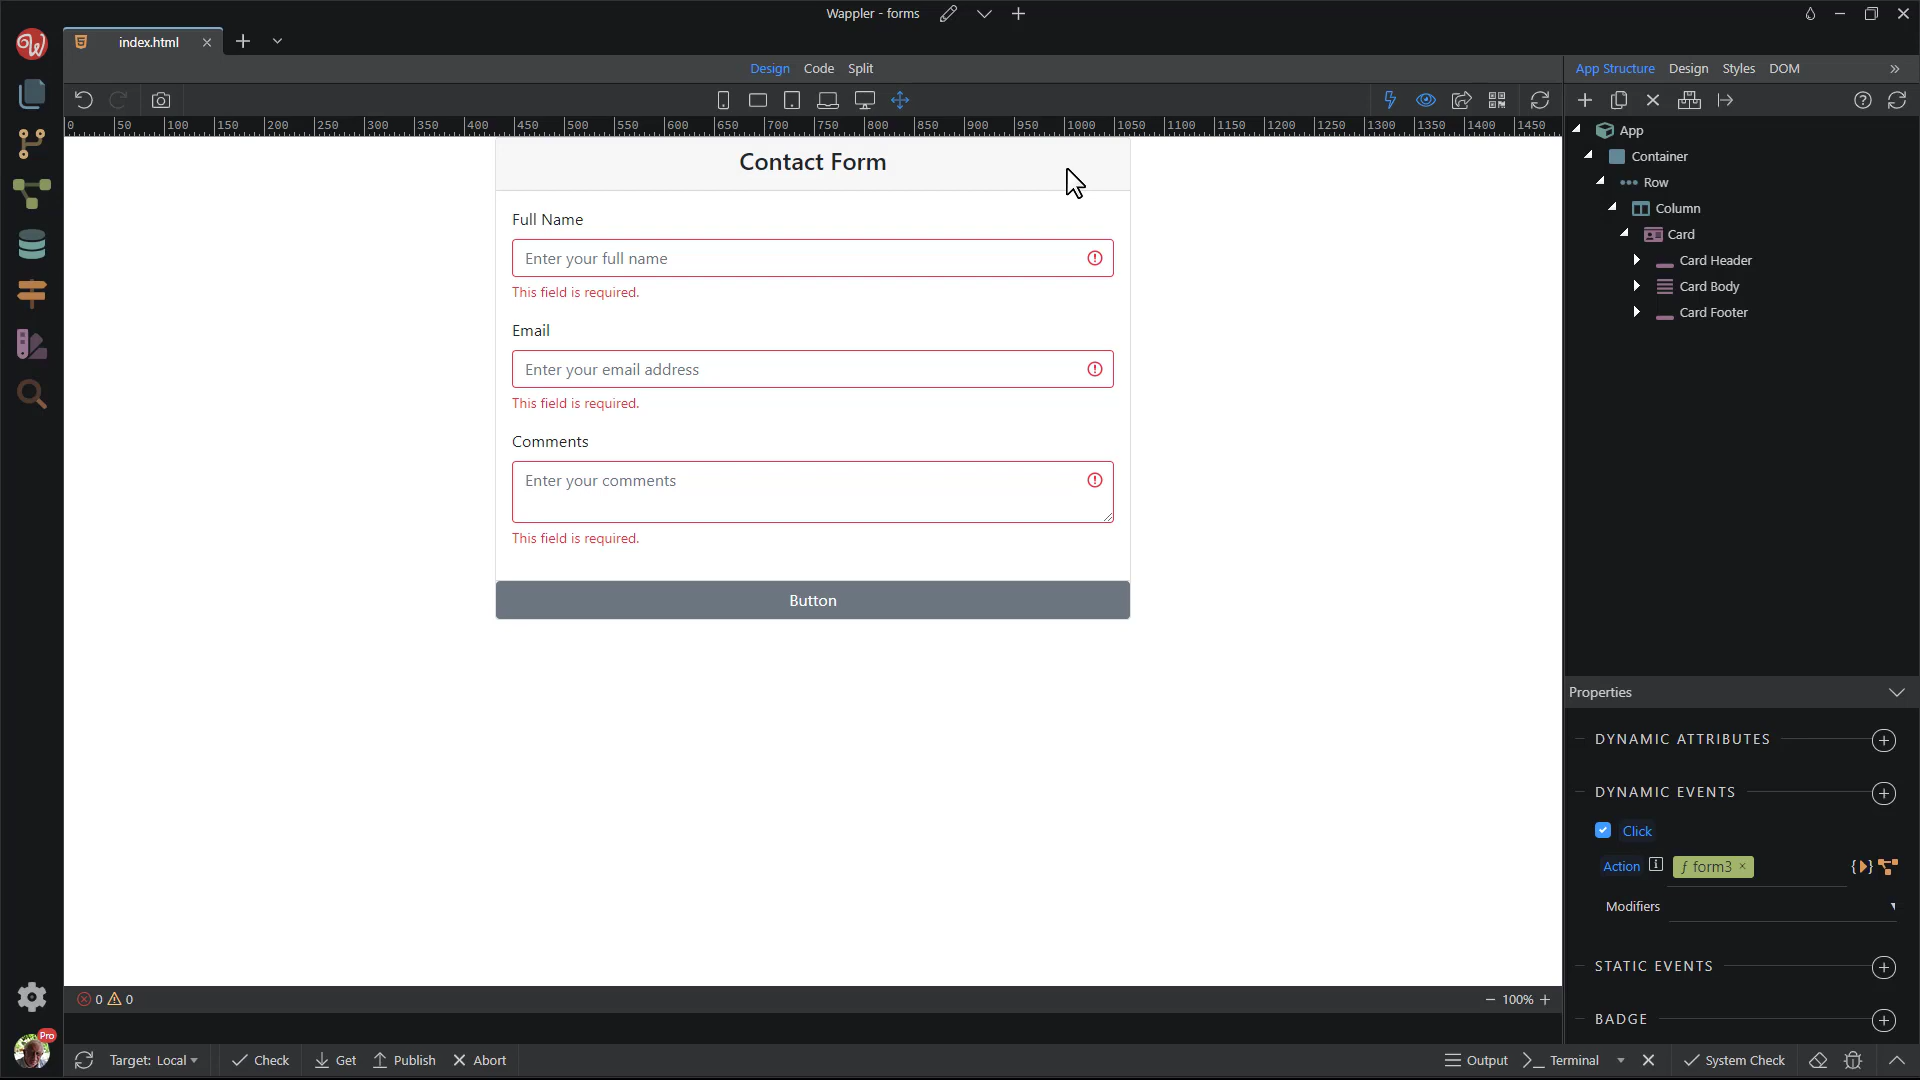 Wappler - forms
index.html
Design Code Split
App Structure Design Styles DOM
0 50 100 150 200 250 300 350 400 450 500 550 600 650 700 750 800 850 900 950 1000 1050 1100 1150 1200 1250 1300 1350 1400 1450
Contact Form
Full Name
Enter your full name
This field is required.
Email
Enter your email address
This field is required.
Comments
Enter your comments
This field is required.
Button
App
Container
Row
Column
Card
Card Header
Card Body
Card Footer
Properties
DYNAMIC ATTRIBUTES
DYNAMIC EVENTS
Click
Action f form3 ×
Modifiers
STATIC EVENTS
BADGE
0 0
100%
Pro
Target: Local Check Get Publish Abort
Output Terminal System Check